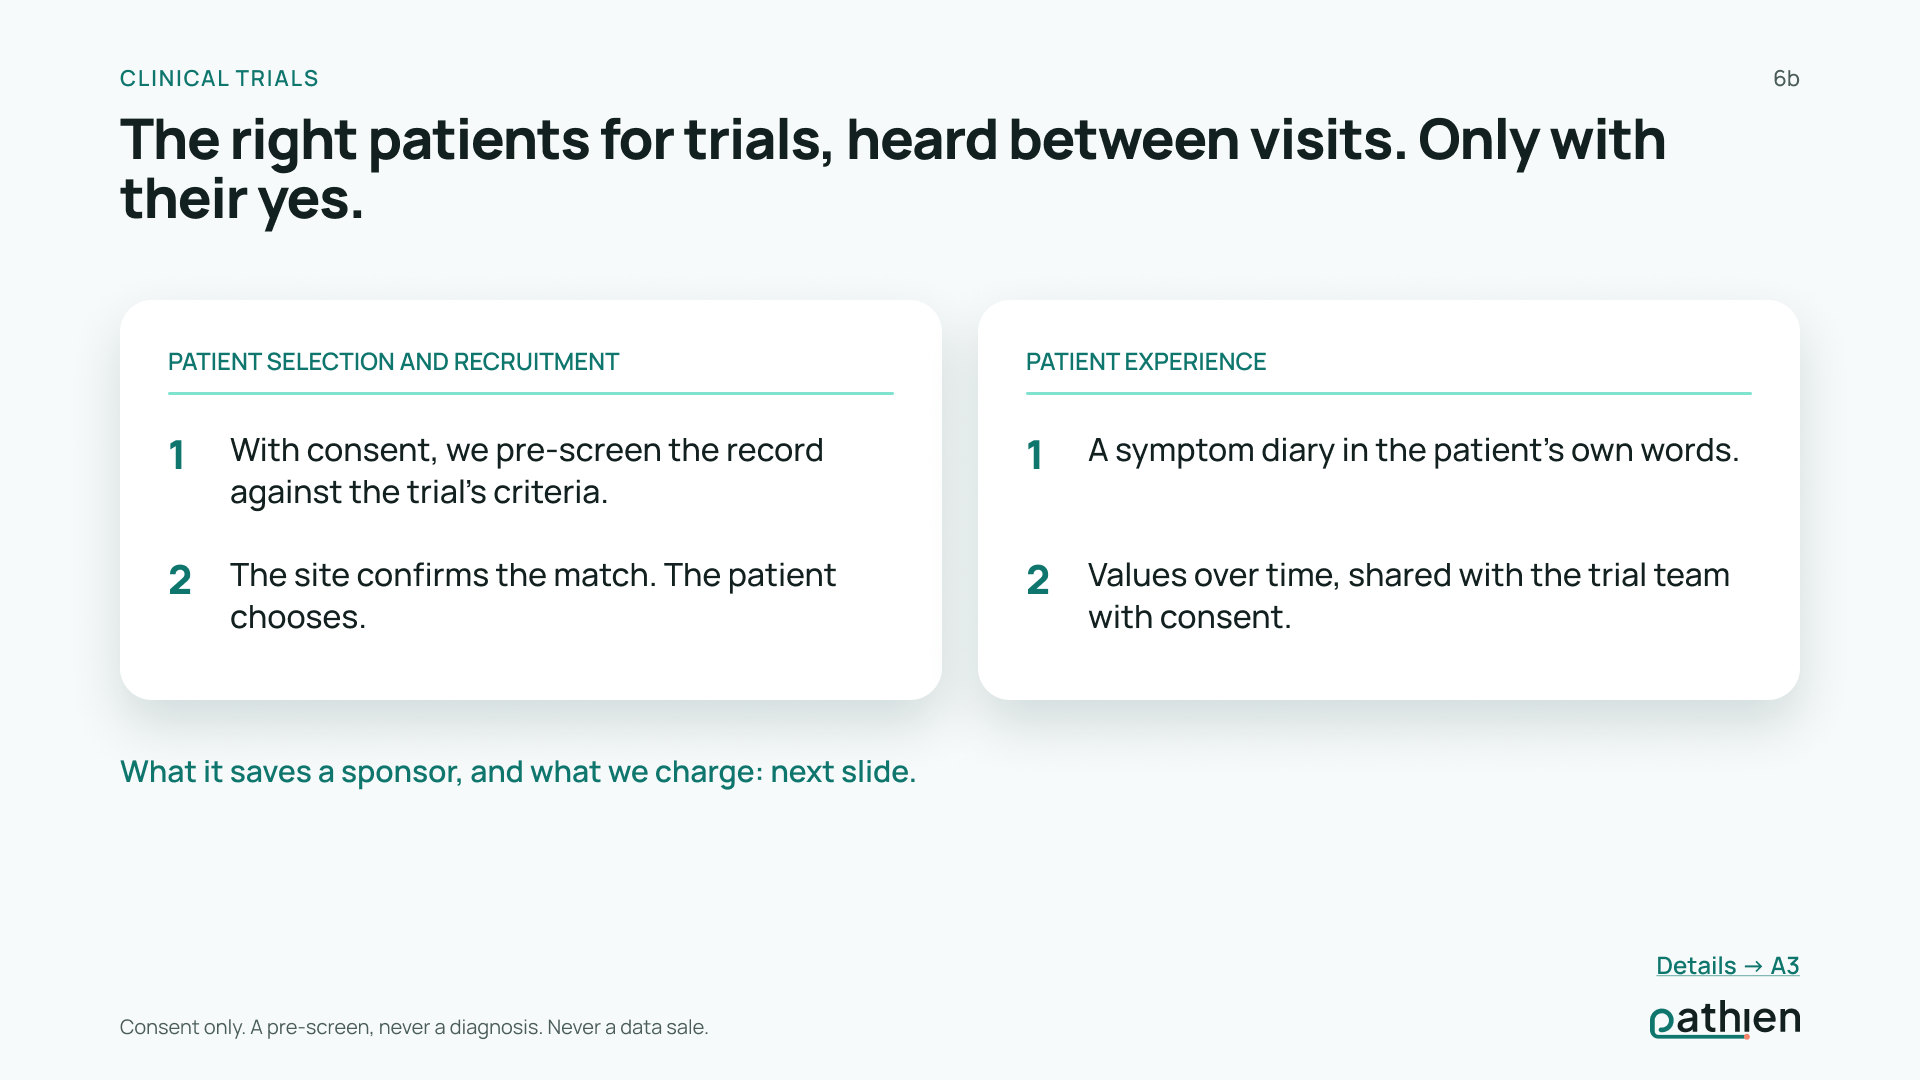 CLINICAL TRIALS
6b
The right patients for trials, heard between visits. Only with
their yes.
PATIENT SELECTION AND RECRUITMENT
1 With consent, we pre-screen the record
against the trial’s criteria.
2 The site confirms the match. The patient
chooses.
PATIENT EXPERIENCE
1 A symptom diary in the patient’s own words.
2 Values over time, shared with the trial team
with consent.
What it saves a sponsor, and what we charge: next slide.
Details → A3
Consent only. A pre-screen, never a diagnosis. Never a data sale.
pathien